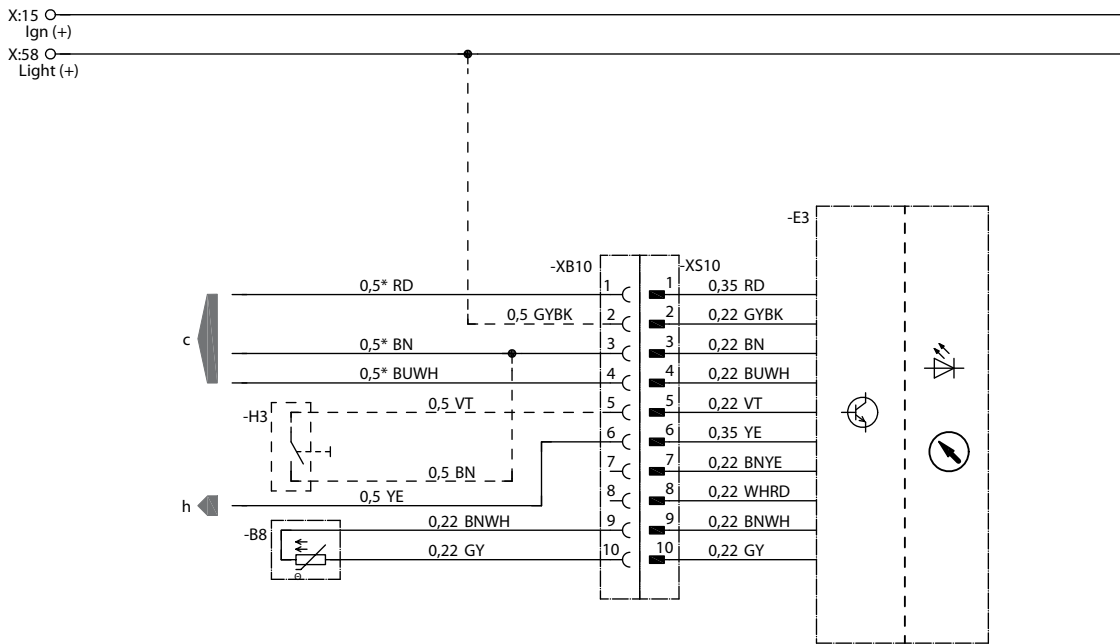 X:15
Ign (+)
X:58
Light (+)
-E3
-XB10 -XS10
0,5* RD 1 1 0,35 RD
0,5 GYBK 2 2 0,22 GYBK
c
0,5* BN 3 3 0,22 BN
0,5* BUWH 4 4 0,22 BUWH
-H3
0,5 VT 5 5 0,22 VT
6 6 0,35 YE
0,5 BN 7 7 0,22 BNYE
h
0,5 YE 8 8 0,22 WHRD
-B8
0,22 BNWH 9 9 0,22 BNWH
0,22 GY 10 10 0,22 GY
Θ